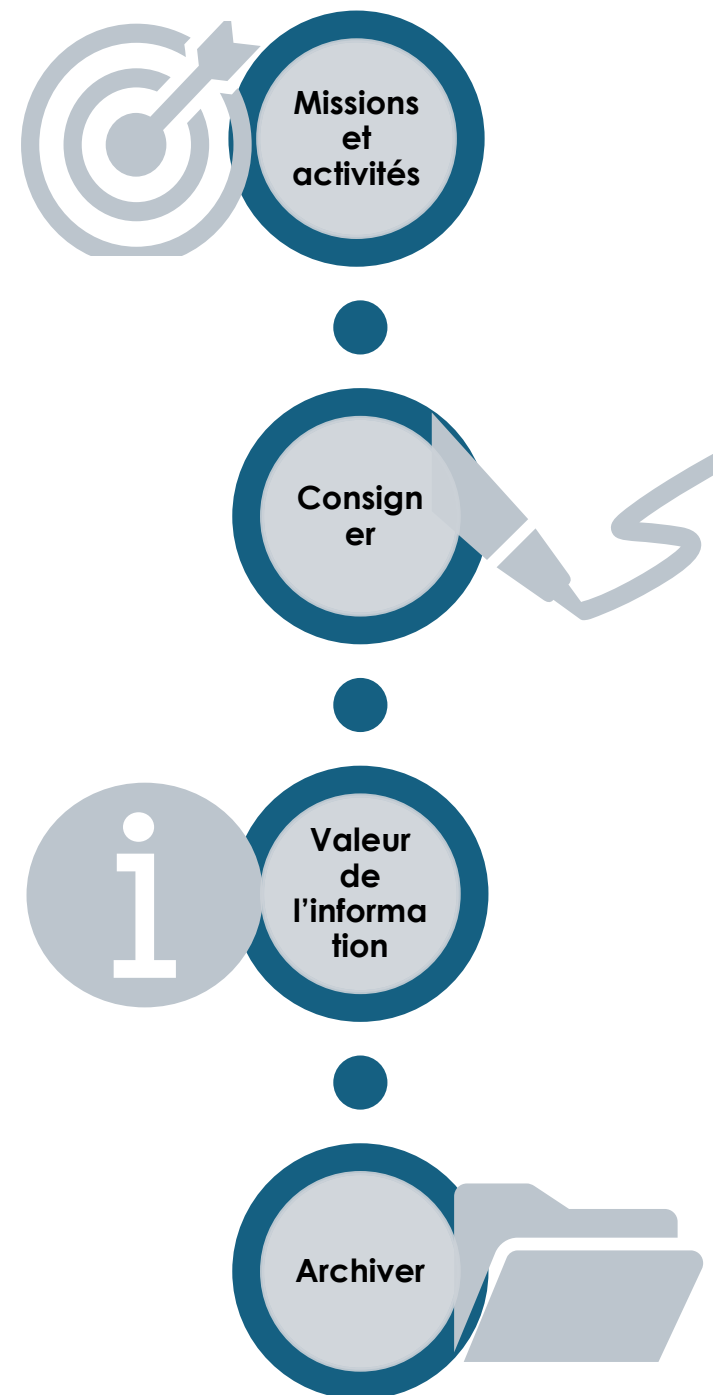 Missions
et
activités
Consign
er
Valeur
de
l’informa
tion
Archiver